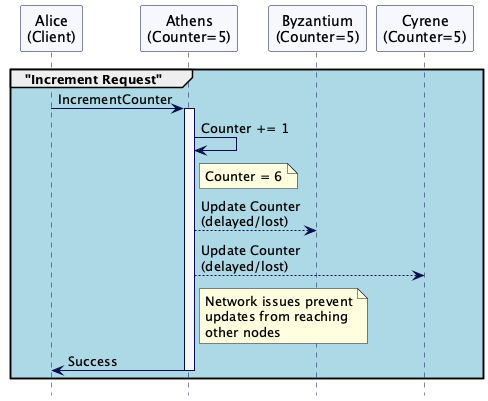 Alice
(Client)
Athens
(Counter=5)
Byzantium
(Counter=5)
Cyrene
(Counter=5)
"Increment Request"
IncrementCounter
Counter += 1
Counter = 6
Update Counter
(delayed/lost)
Update Counter
(delayed/lost)
Network issues prevent
updates from reaching
other nodes
Success